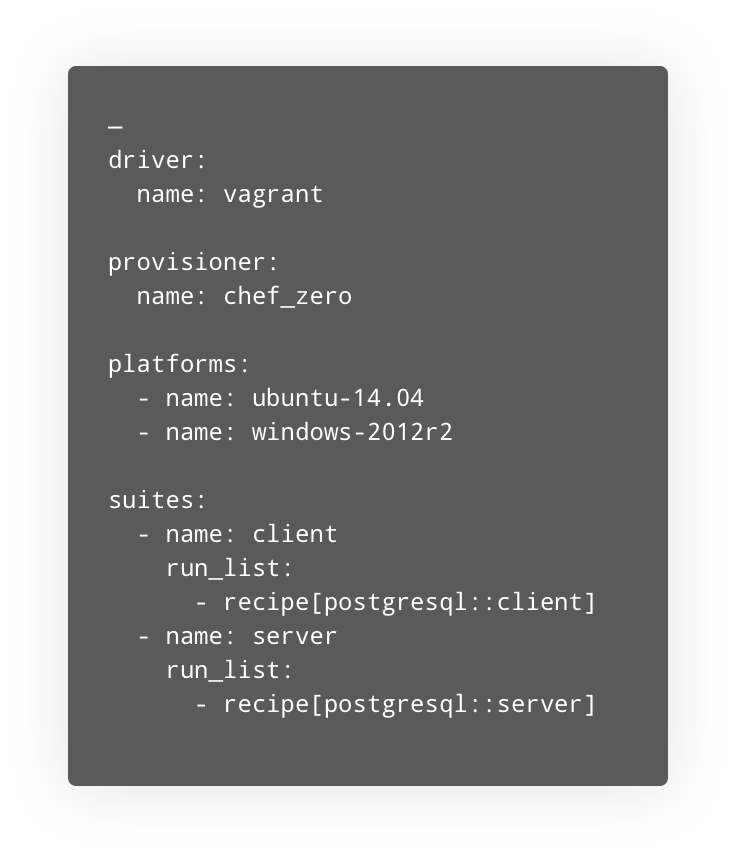 —
driver:
  name: vagrant

provisioner:
  name: chef_zero

platforms:
  - name: ubuntu-14.04
  - name: windows-2012r2

suites:
  - name: client
    run_list:
      - recipe[postgresql::client]
  - name: server
    run_list:
      - recipe[postgresql::server]